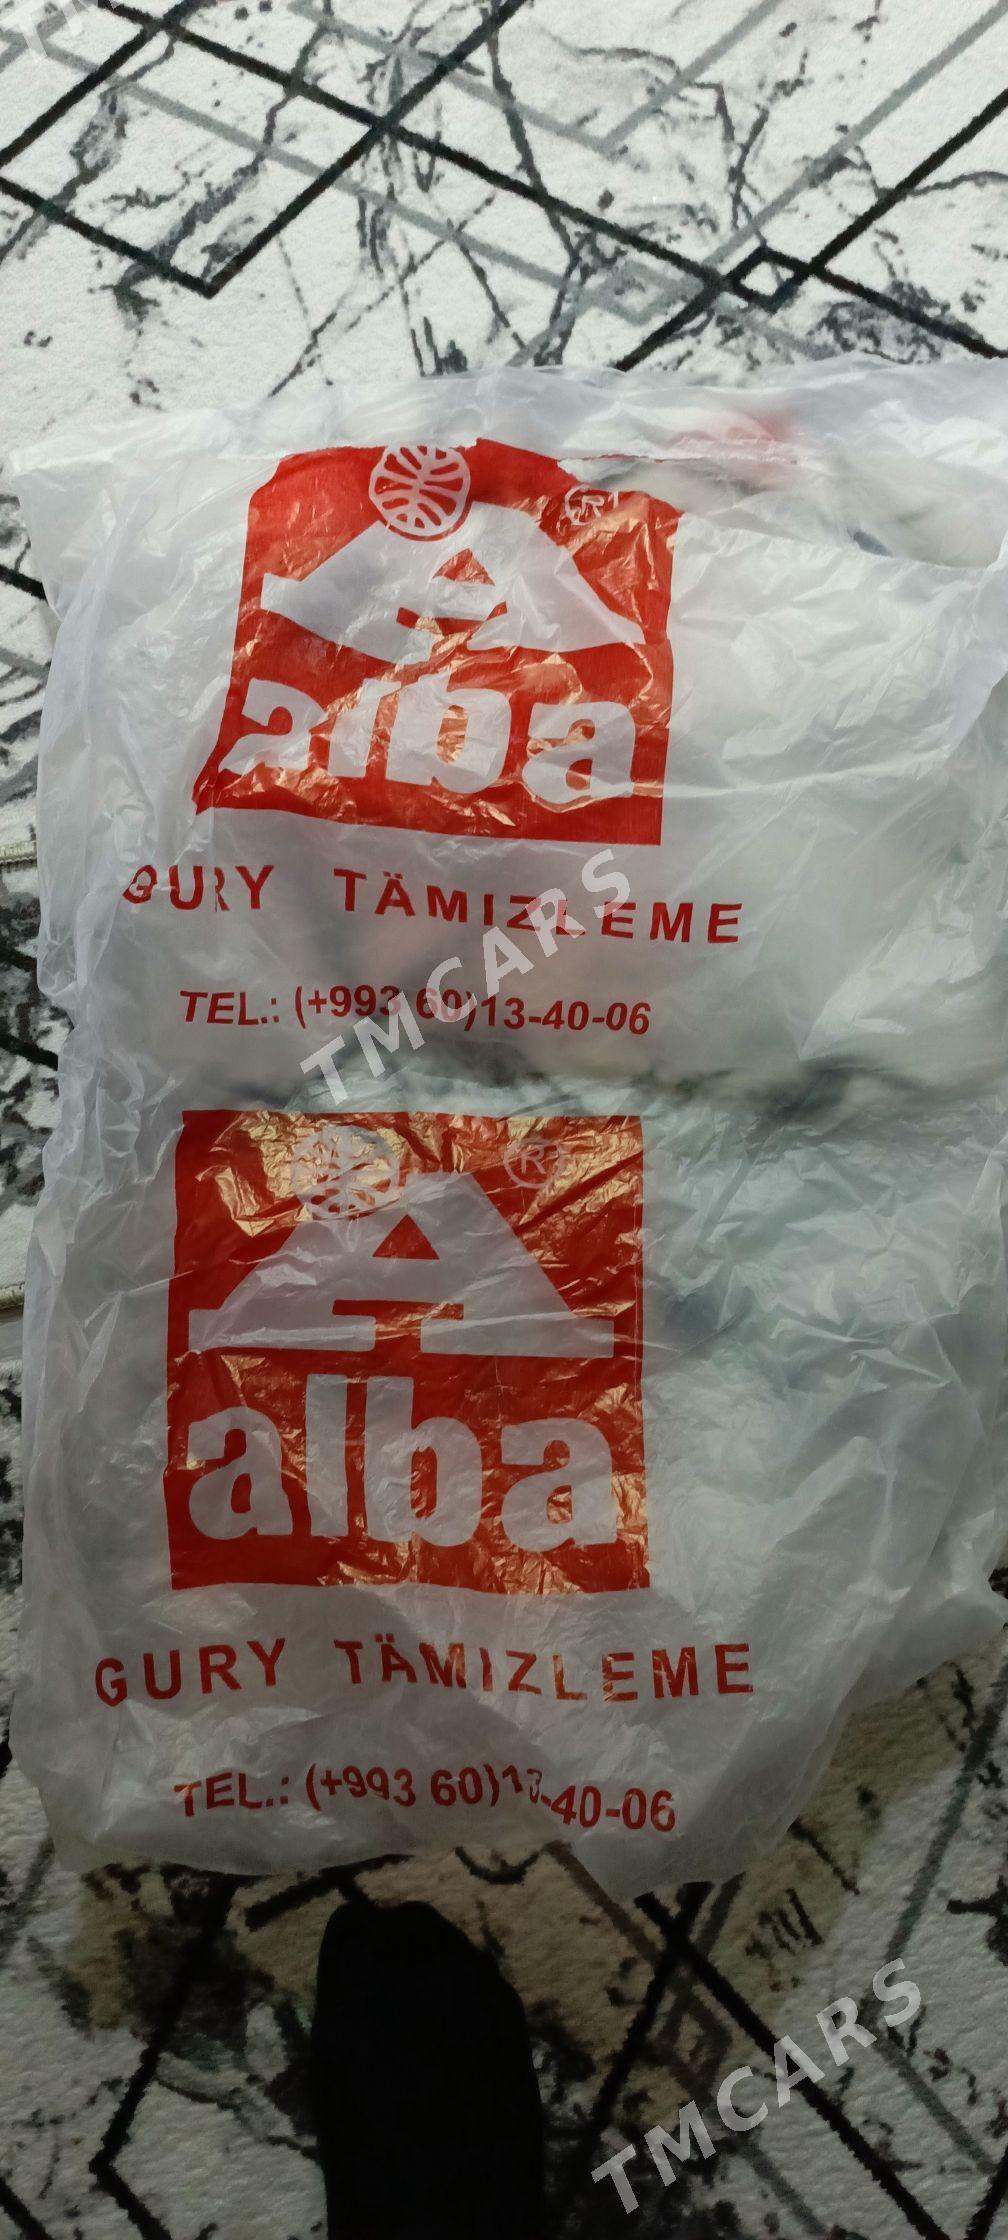 A
®
alba
GURY TÄMIZLEME
TEL.: (+993 60)13-40-06
TMCARS
A
®
alba
GURY TÄMIZLEME
TEL.: (+993 60)13-40-06
TMCARS